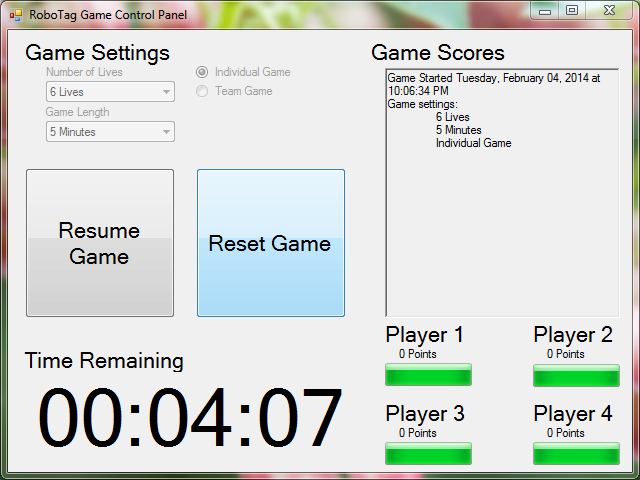 RoboTag Game Control Panel
Game Settings
Number of Lives
6 Lives
Game Length
5 Minutes
Individual Game
Team Game
Resume
Game
Reset Game
Time Remaining
00:04:07
Game Scores
Game Started Tuesday, February 04, 2014 at
10:06:34 PM
Game settings:
6 Lives
5 Minutes
Individual Game
Player 1
0 Points
Player 2
0 Points
Player 3
0 Points
Player 4
0 Points